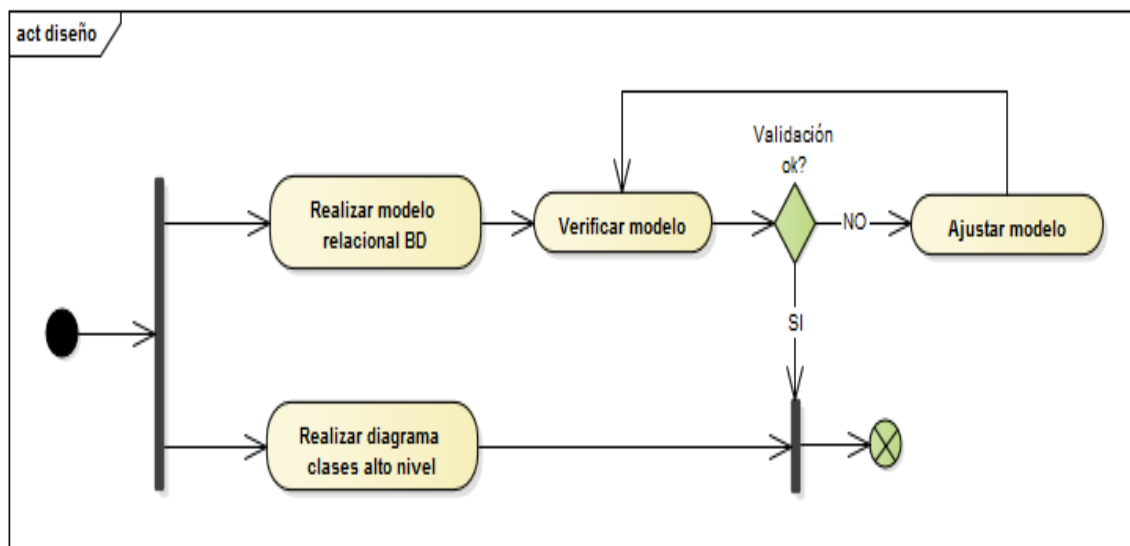 act diseño
Validación
ok?
Realizar modelo
relacional BD
Verificar modelo
NO
Ajustar modelo
SI
Realizar diagrama
clases alto nivel